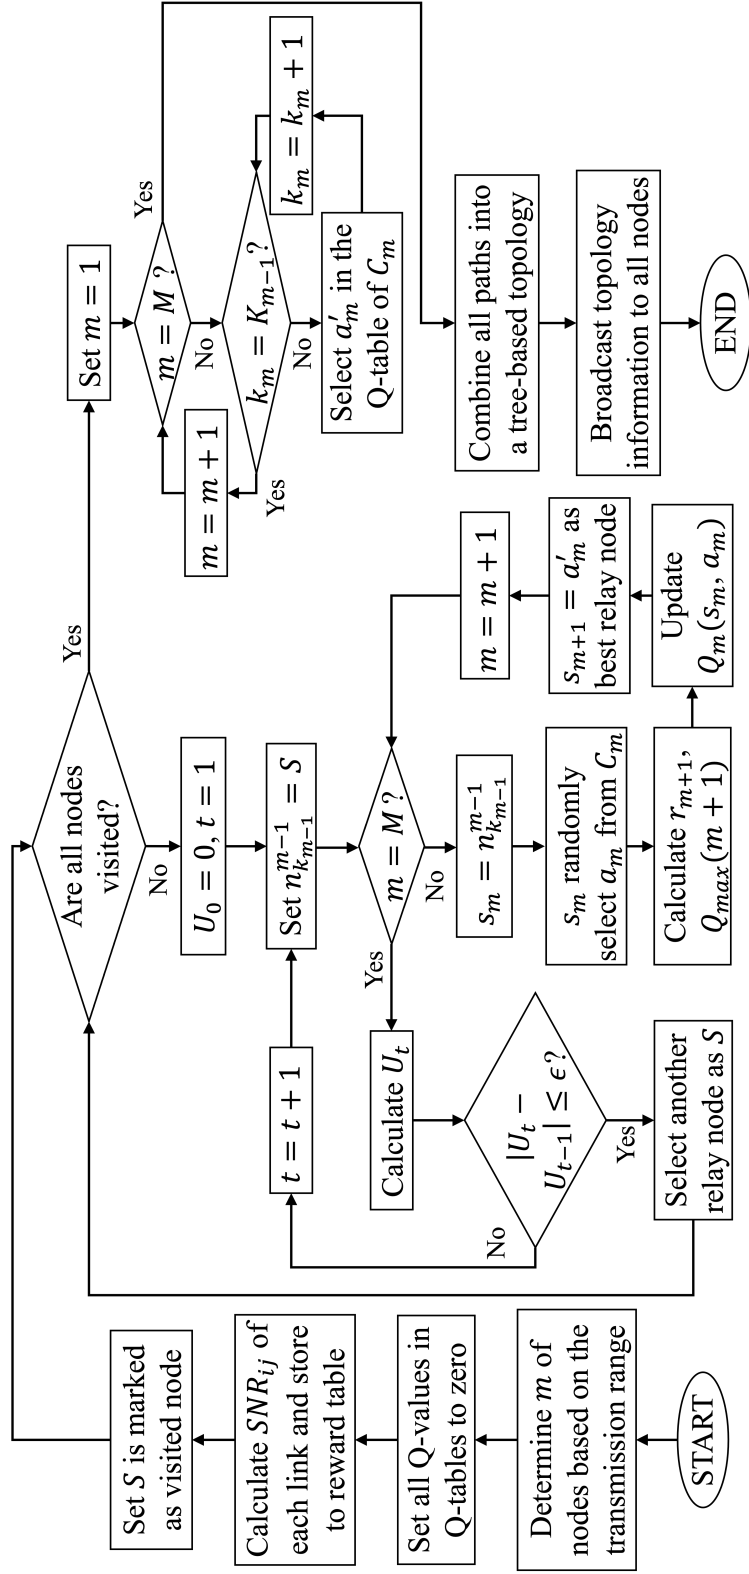 START
Determine m of
nodes based on the
transmission range
Set all Q-values in
Q-tables to zero
Calculate SNR_{ij} of
each link and store
to reward table
Set S is marked
as visited node
Are all nodes
visited?
No
Yes
U_0 = 0, t = 1
Set n^{m-1}_{k_{m-1}} = S
t = t + 1
m = M ?
Yes
No
Calculate U_t
|U_t −
U_{t-1}| ≤ ϵ?
No
Yes
Select another
relay node as S
s_m = n^{m-1}_{k_{m-1}}
s_m randomly
select a_m from C_m
Calculate r_{m+1},
Q_{max}(m + 1)
Update
Q_m(s_m, a_m)
s_{m+1} = a'_m as
best relay node
m = m + 1
Set m = 1
m = M ?
Yes
No
m = m + 1
k_m = K_{m-1}?
Yes
No
k_m = k_m + 1
Select a'_m in the
Q-table of C_m
Combine all paths into
a tree-based topology
Broadcast topology
information to all nodes
END